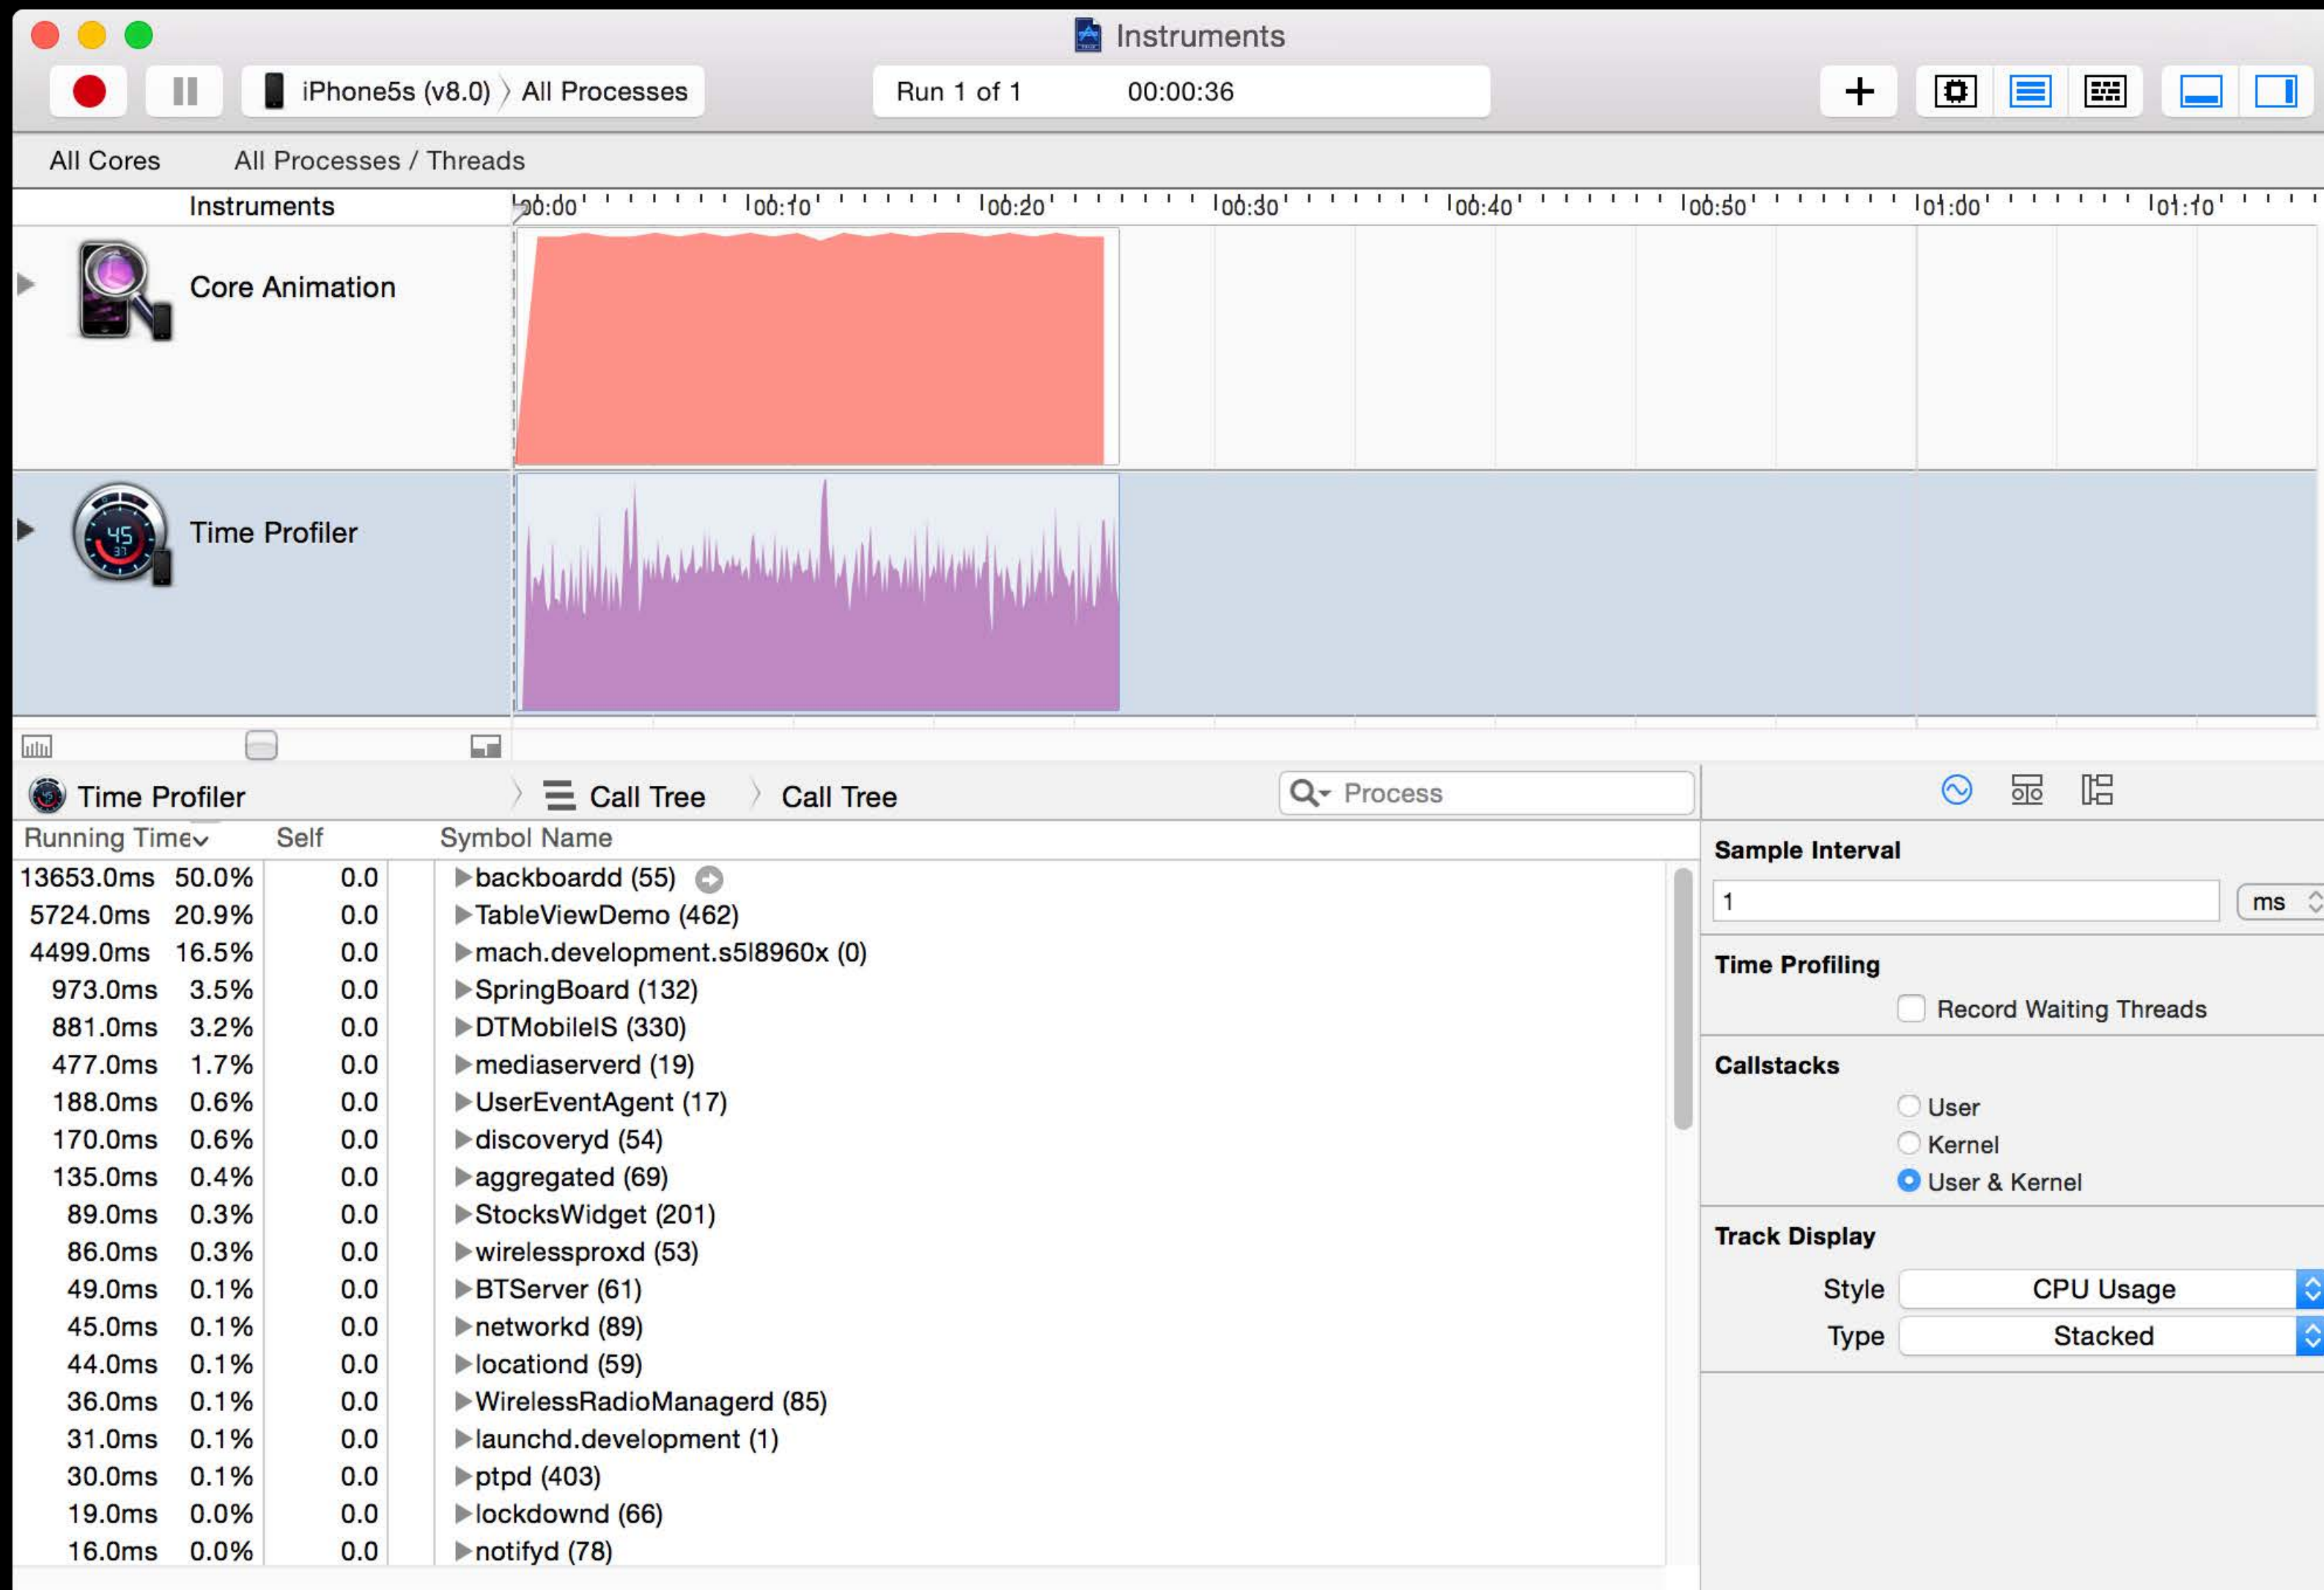 Instruments
iPhone5s (v8.0) 〉 All Processes
Run 1 of 1 00:00:36
All Cores All Processes / Threads
Instruments 00:00 00:10 00:20 00:30 00:40 00:50 01:00 01:10
Core Animation
45
37
Time Profiler
Time Profiler 〉 Call Tree 〉 Call Tree
Process
Running Time Self Symbol Name
13653.0ms 50.0% 0.0 backboardd (55)
5724.0ms 20.9% 0.0 TableViewDemo (462)
4499.0ms 16.5% 0.0 mach.development.s5l8960x (0)
973.0ms 3.5% 0.0 SpringBoard (132)
881.0ms 3.2% 0.0 DTMobileIS (330)
477.0ms 1.7% 0.0 mediaserverd (19)
188.0ms 0.6% 0.0 UserEventAgent (17)
170.0ms 0.6% 0.0 discoveryd (54)
135.0ms 0.4% 0.0 aggregated (69)
89.0ms 0.3% 0.0 StocksWidget (201)
86.0ms 0.3% 0.0 wirelessproxd (53)
49.0ms 0.1% 0.0 BTServer (61)
45.0ms 0.1% 0.0 networkd (89)
44.0ms 0.1% 0.0 locationd (59)
36.0ms 0.1% 0.0 WirelessRadioManagerd (85)
31.0ms 0.1% 0.0 launchd.development (1)
30.0ms 0.1% 0.0 ptpd (403)
19.0ms 0.0% 0.0 lockdownd (66)
16.0ms 0.0% 0.0 notifyd (78)
Sample Interval
1 ms
Time Profiling
Record Waiting Threads
Callstacks
User
Kernel
User & Kernel
Track Display
Style CPU Usage
Type Stacked